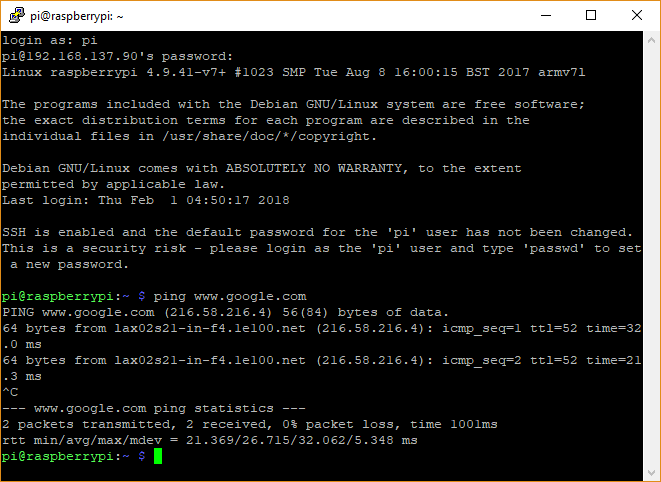 pi@raspberrypi: ~
login as: pi
pi@192.168.137.90's password:
Linux raspberrypi 4.9.41-v7+ #1023 SMP Tue Aug 8 16:00:15 BST 2017 armv7l
The programs included with the Debian GNU/Linux system are free software;
the exact distribution terms for each program are described in the
individual files in /usr/share/doc/*/copyright.
Debian GNU/Linux comes with ABSOLUTELY NO WARRANTY, to the extent
permitted by applicable law.
Last login: Thu Feb  1 04:50:17 2018
SSH is enabled and the default password for the 'pi' user has not been changed.
This is a security risk - please login as the 'pi' user and type 'passwd' to set
 a new password.
pi@raspberrypi:~ $ ping www.google.com
PING www.google.com (216.58.216.4) 56(84) bytes of data.
64 bytes from lax02s21-in-f4.1e100.net (216.58.216.4): icmp_seq=1 ttl=52 time=32
.0 ms
64 bytes from lax02s21-in-f4.1e100.net (216.58.216.4): icmp_seq=2 ttl=52 time=21
.3 ms
^C
--- www.google.com ping statistics ---
2 packets transmitted, 2 received, 0% packet loss, time 1001ms
rtt min/avg/max/mdev = 21.369/26.715/32.062/5.348 ms
pi@raspberrypi:~ $